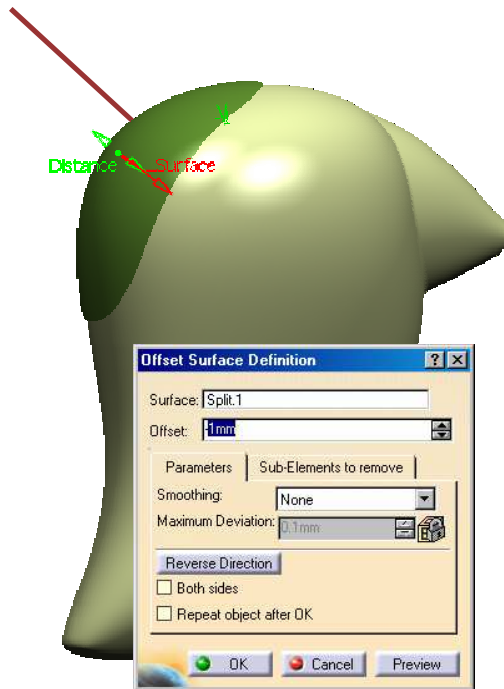 Distance
Surface
Offset Surface Definition
Surface: Split.1
Offset: -1mm
Parameters Sub-Elements to remove
Smoothing: None
Maximum Deviation: 0.1mm
Reverse Direction
Both sides
Repeat object after OK
OK Cancel Preview